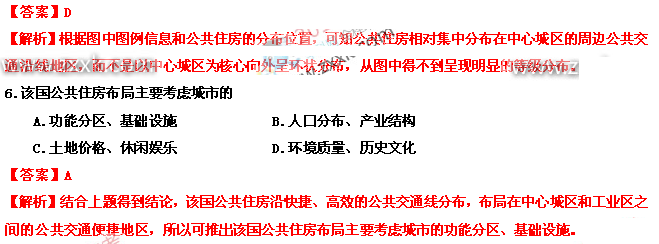 【答案】D
【解析】根据图中图例信息和公共住房的分布位置,可知公共住房相对集中分布在中心城区的周边公共交
通沿线地区,而不是以中心城区为核心向外呈环状分布,从图中得不到呈现明显的等级分布。
6.该国公共住房布局主要考虑城市的
A.功能分区、基础设施 B.人口分布、产业结构
C.土地价格、休闲娱乐 D.环境质量、历史文化
【答案】A
【解析】结合上题得到结论,该国公共住房沿快捷、高效的公共交通线分布,布局在中心城区和工业区之
间的公共交通便捷地区,所以可推出该国公共住房布局主要考虑城市的功能分区、基础设施。